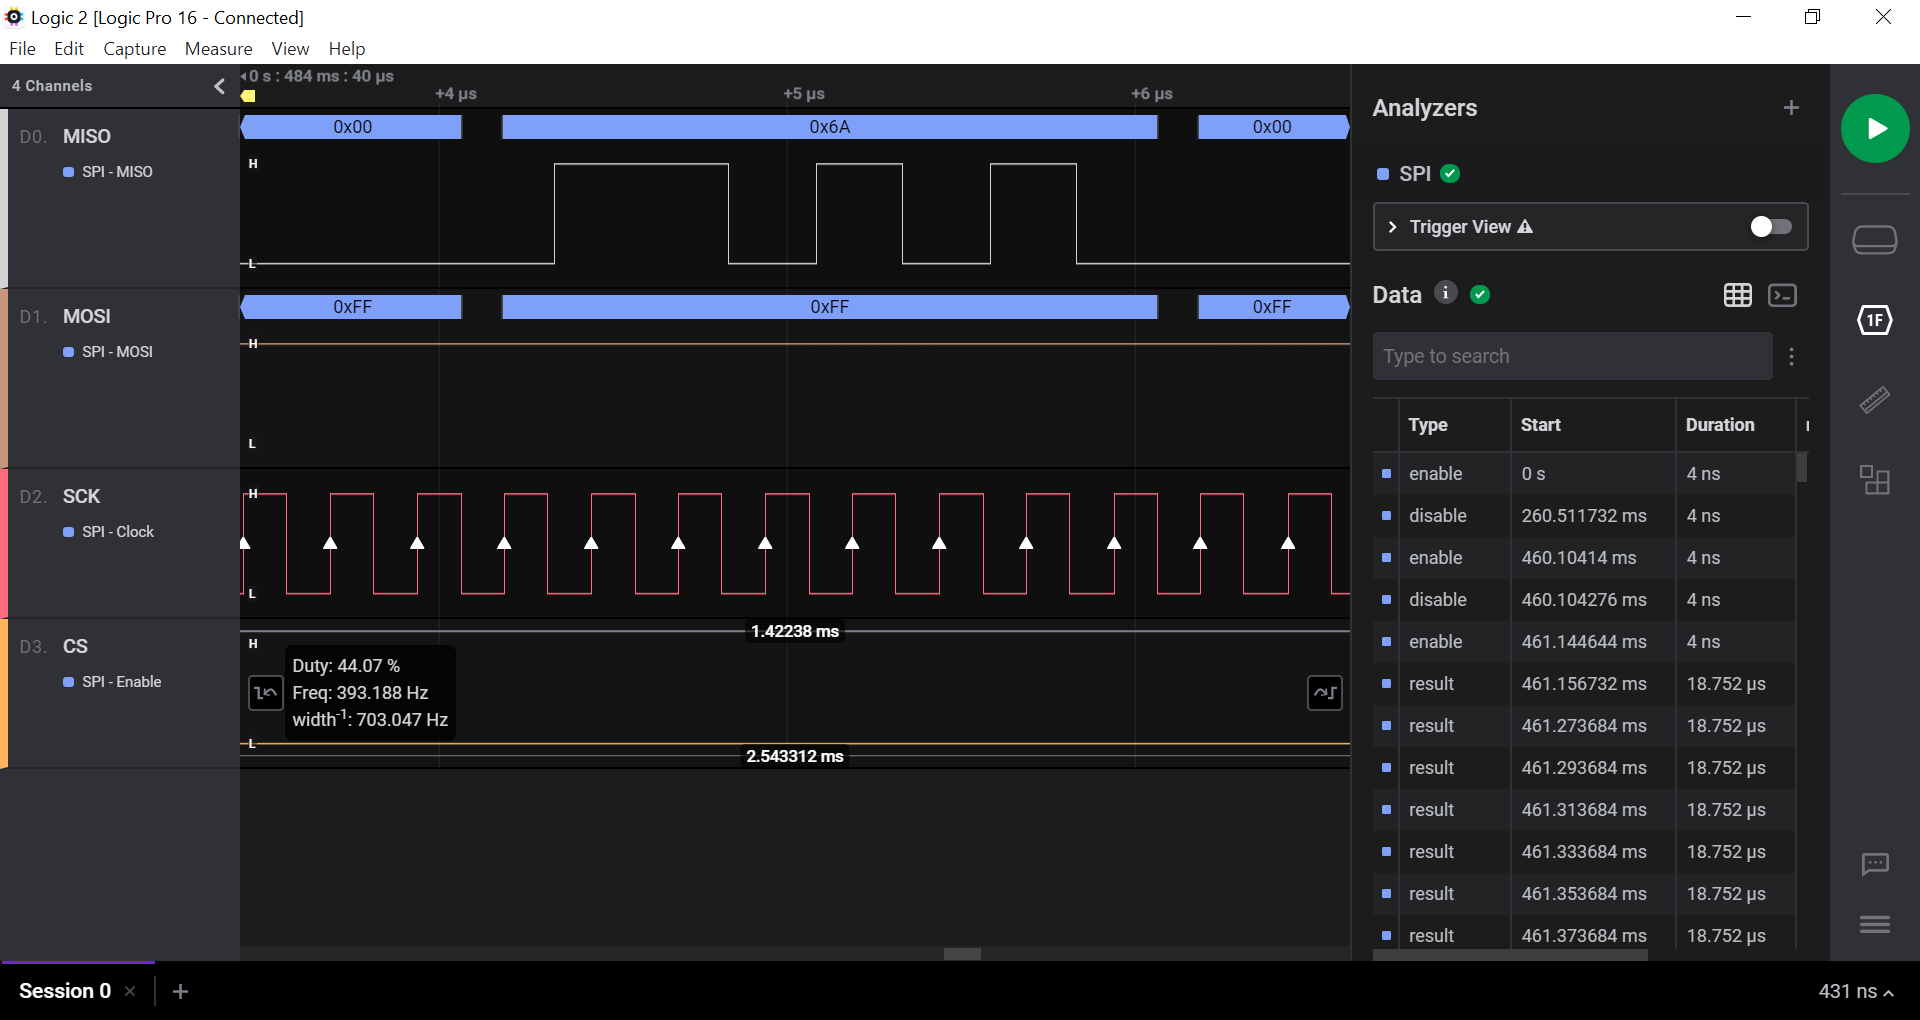 Logic 2 [Logic Pro 16 - Connected]
File Edit Capture Measure View Help
4 Channels
0 s : 484 ms : 40 µs
+4 µs +5 µs +6 µs
D0. MISO
SPI - MISO
0x00 0x6A 0x00
H
L
D1. MOSI
SPI - MOSI
0xFF 0xFF 0xFF
H
L
D2. SCK
SPI - Clock
H
L
D3. CS
SPI - Enable
H
1.42238 ms
Duty: 44.07 %
Freq: 393.188 Hz
width-1: 703.047 Hz
L
2.543312 ms
Analyzers
SPI
Trigger View
Data
Type to search
Type Start Duration
enable 0 s 4 ns
disable 260.511732 ms 4 ns
enable 460.10414 ms 4 ns
disable 460.104276 ms 4 ns
enable 461.144644 ms 4 ns
result 461.156732 ms 18.752 µs
result 461.273684 ms 18.752 µs
result 461.293684 ms 18.752 µs
result 461.313684 ms 18.752 µs
result 461.333684 ms 18.752 µs
result 461.353684 ms 18.752 µs
result 461.373684 ms 18.752 µs
1F
Session 0
431 ns